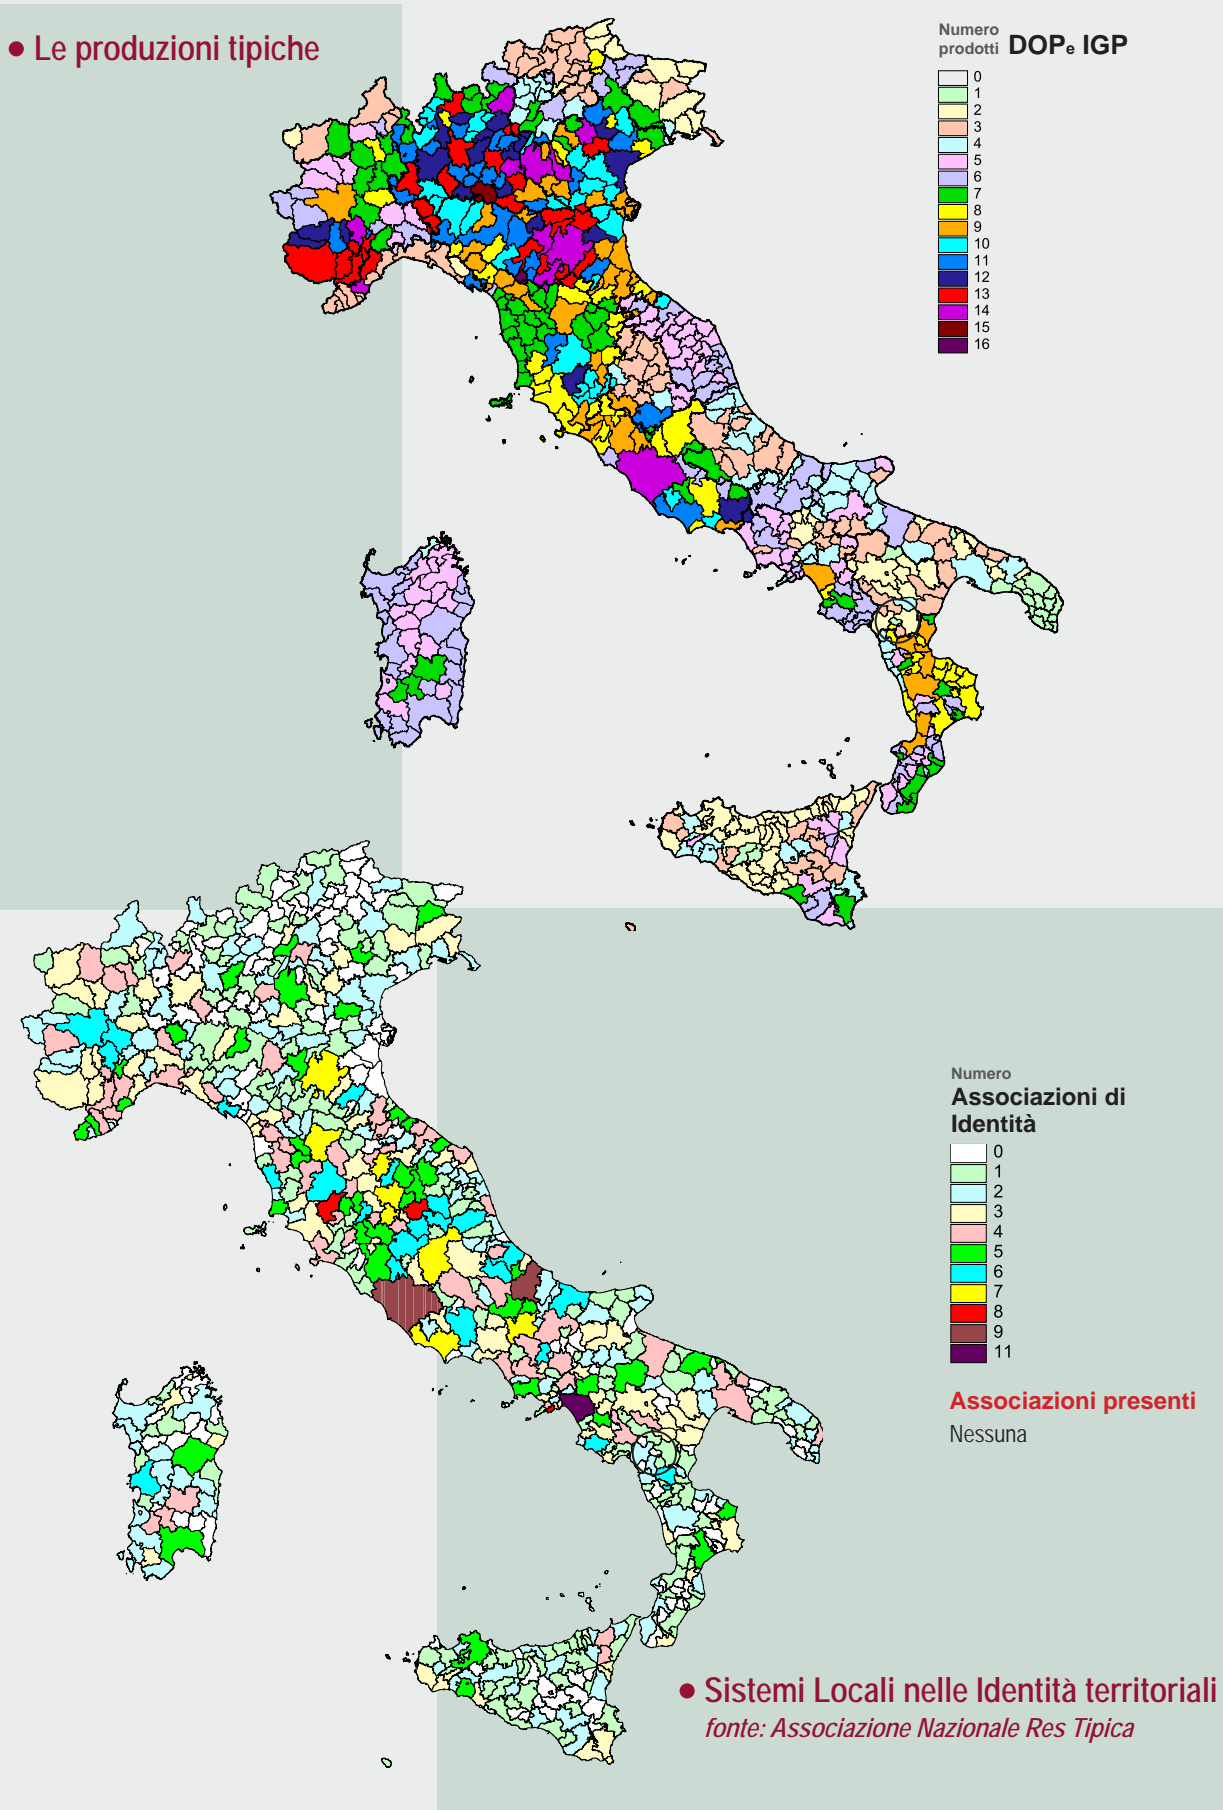 • Le produzioni tipiche
Numero
prodotti DOPe IGP
0
1
2
3
4
5
6
7
8
9
10
11
12
13
14
15
16
Numero
Associazioni di
Identità
0
1
2
3
4
5
6
7
8
9
11
Associazioni presenti
Nessuna
• Sistemi Locali nelle Identità territoriali
fonte: Associazione Nazionale Res Tipica